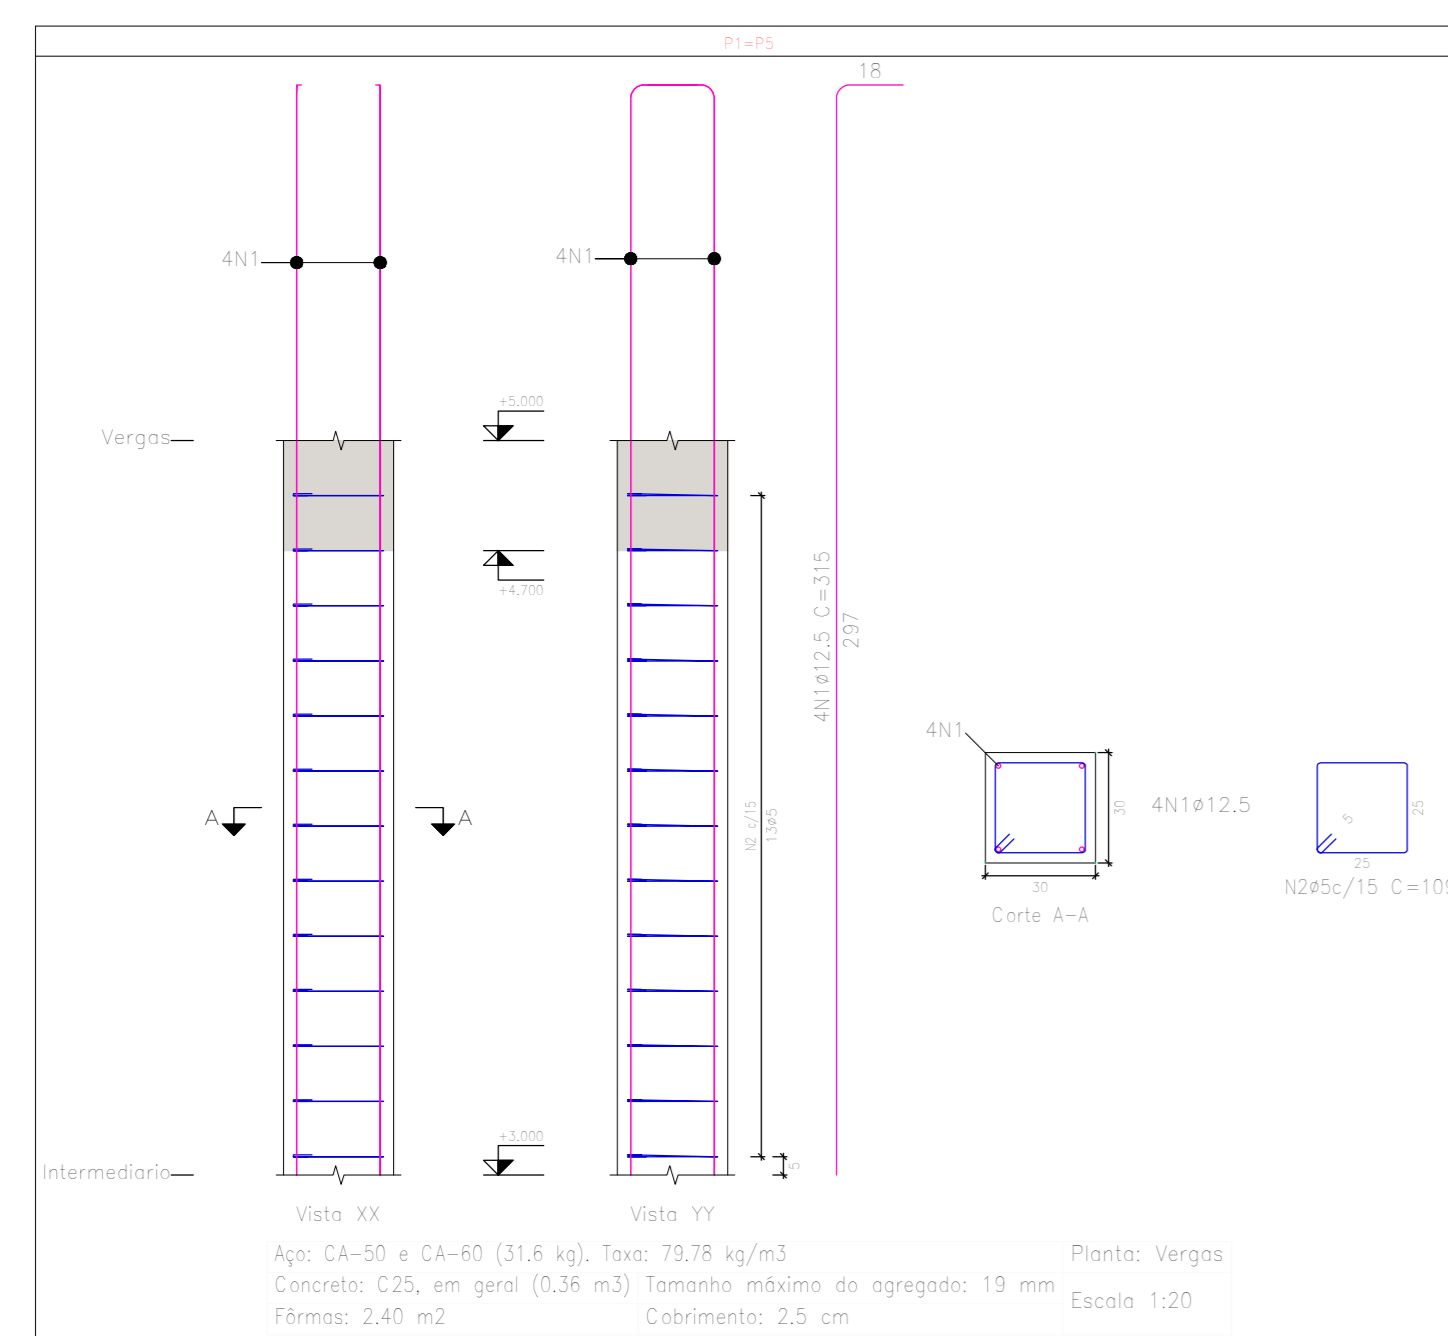 P1=P5
18
4N1
4N1
+5.000
Vergas
+4.700
4N1ø12.5 C=315
297
4N1
A
A
N2 c/15
13ø5
30
4N1ø12.5
5
25
30
25
N2ø5c/15 C=109
Corte A-A
+3.000
5
Intermediario
Vista XX
Vista YY
Aço: CA-50 e CA-60 (31.6 kg). Taxa: 79.78 kg/m3
Planta: Vergas
Concreto: C25, em geral (0.36 m3)
Tamanho máximo do agregado: 19 mm
Escala 1:20
Fôrmas: 2.40 m2
Cobrimento: 2.5 cm